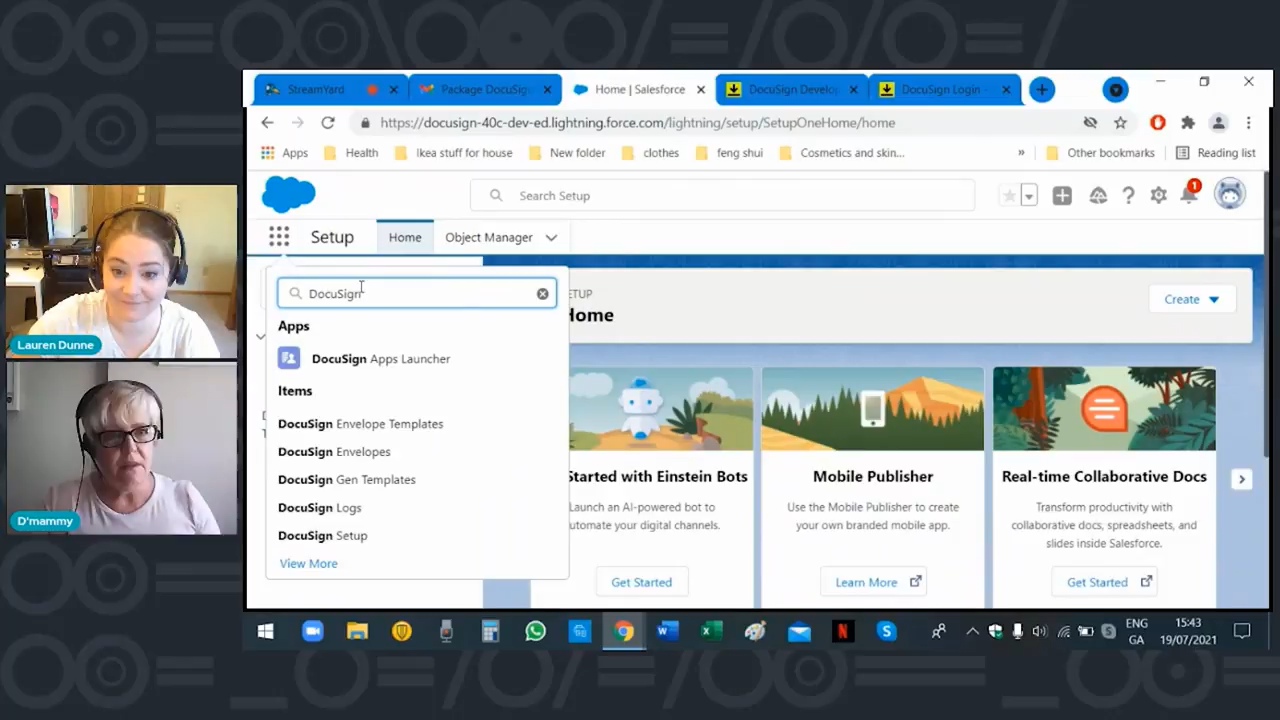 StreamYard
Package DocuSig
Home | Salesforce
DocuSign Develo
DocuSign Login -
https://docusign-40c-dev-ed.lightning.force.com/lightning/setup/SetupOneHome/home
Apps
Health
Ikea stuff for house
New folder
clothes
feng shui
Cosmetics and skin...
»
Other bookmarks
Reading list
Search Setup
1
Setup
Home
Object Manager
DocuSign
Apps
DocuSign Apps Launcher
Items
DocuSign Envelope Templates
DocuSign Envelopes
DocuSign Gen Templates
DocuSign Logs
DocuSign Setup
View More
ETUP
Home
Create
Started with Einstein Bots
Launch an AI-powered bot to
automate your digital channels.
Get Started
Mobile Publisher
Use the Mobile Publisher to create
your own branded mobile app.
Learn More
Real-time Collaborative Docs
Transform productivity with
collaborative docs, spreadsheets, and
slides inside Salesforce.
Get Started
Lauren Dunne
D'mammy
ENG
GA
15:43
19/07/2021